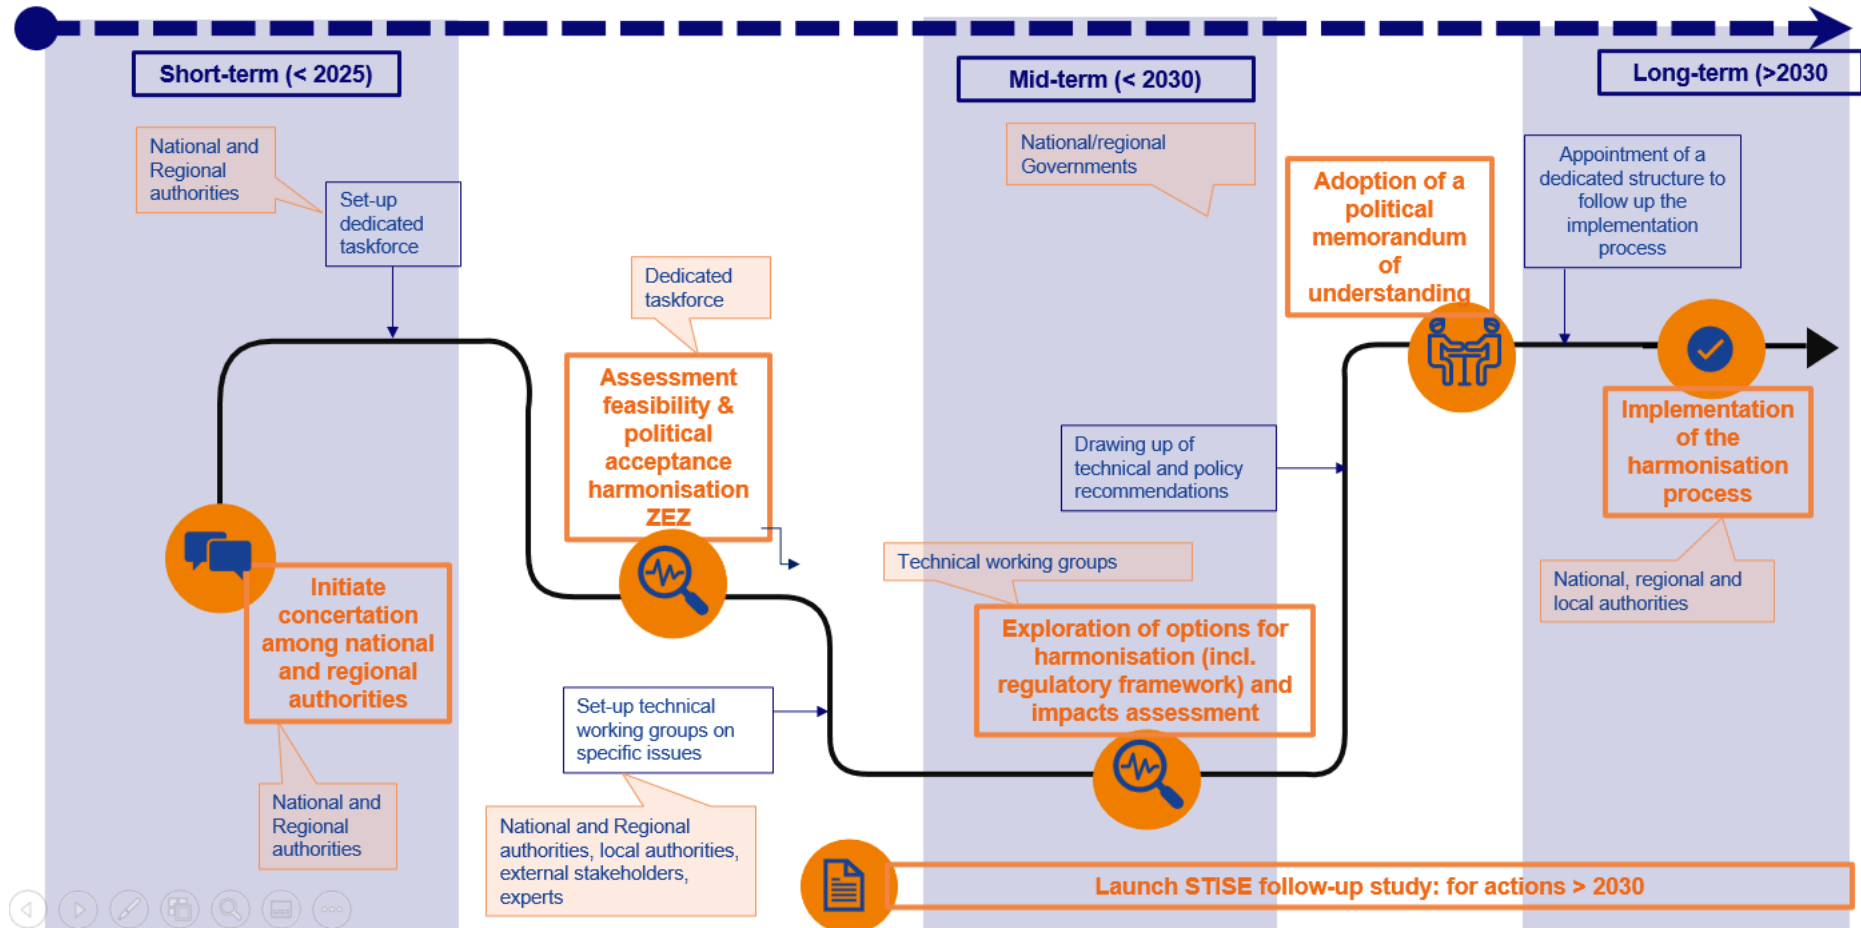 Short-term (< 2025)
Mid-term (< 2030)
Long-term (>2030
National and
Regional
authorities
Set-up
dedicated
taskforce
Dedicated
taskforce
Assessment
feasibility &
political
acceptance
harmonisation
ZEZ
Initiate
concertation
among national
and regional
authorities
National and
Regional
authorities
Set-up technical
working groups on
specific issues
National and Regional
authorities, local authorities,
external stakeholders,
experts
National/regional
Governments
Drawing up of
technical and policy
recommendations
Technical working groups
Exploration of options for
harmonisation (incl.
regulatory framework) and
impacts assessment
Adoption of a
political
memorandum
of
understanding
Appointment of a
dedicated structure to
follow up the
implementation
process
Implementation
of the
harmonisation
process
National, regional and
local authorities
Launch STISE follow-up study: for actions > 2030